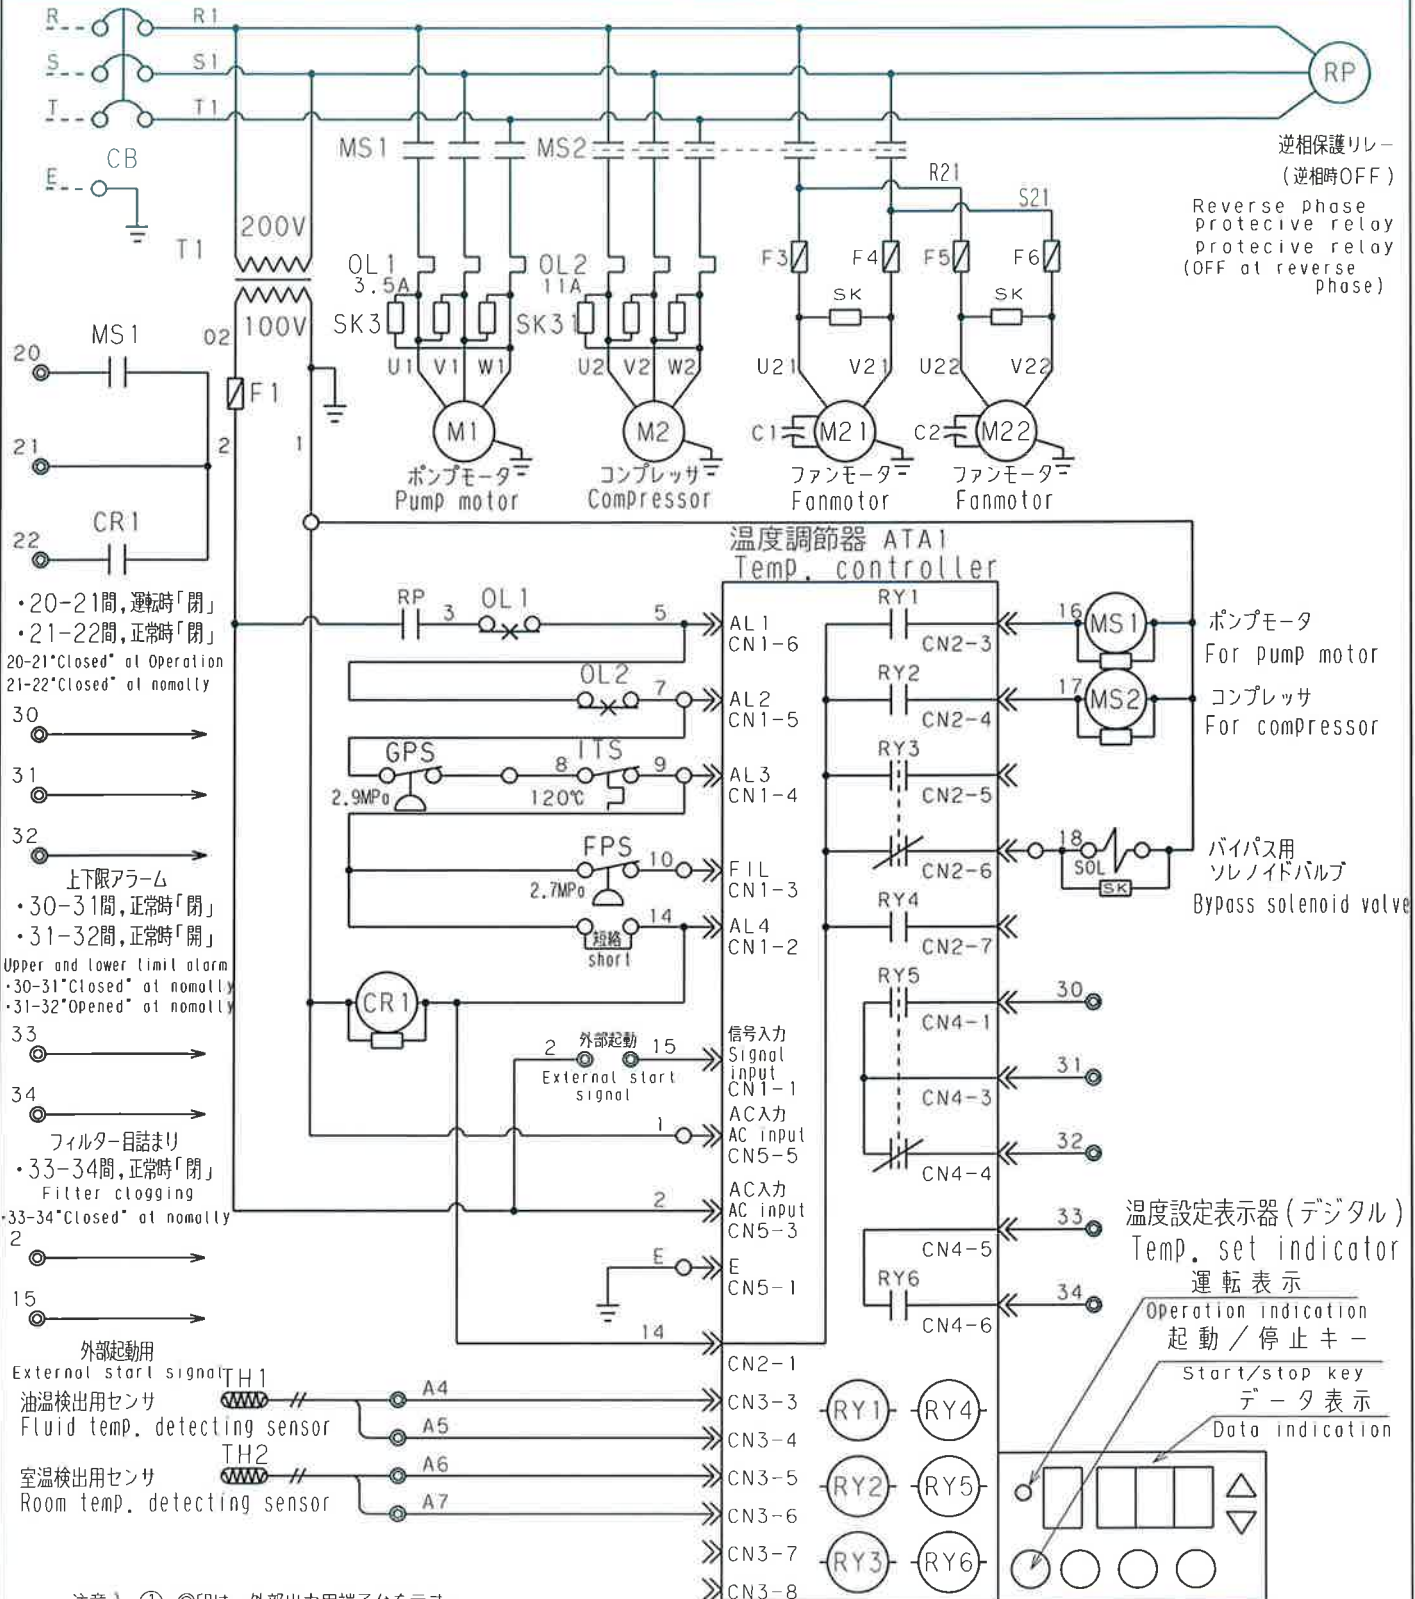 R
R1
S
S1
T
T1
CB
E
RP
逆相保護リレー
(逆相時OFF)
Reverse phase
protecive relay
protecive relay
(OFF at reverse
phase)
MS1
MS2
R21
S21
T1
200V
100V
OL1
3.5A
OL2
11A
F3
F4
F5
F6
SK
SK
SK3
SK31
02
F1
2
1
U1
V1
W1
U2
V2
W2
U21
V21
U22
V22
M1
M2
C1
M21
C2
M22
ポンプモータ
Pump motor
コンプレッサ
Compressor
ファンモータ
Fanmotor
ファンモータ
Fanmotor
20
MS1
21
22
CR1
・20-21間,運転時「閉」
・21-22間,正常時「閉」
20-21"Closed" at Operation
21-22"Closed" at nomally
30
31
32
上下限アラーム
・30-31間,正常時「閉」
・31-32間,正常時「開」
Upper and lower limit alarm
・30-31"Closed" at nomally
・31-32"Opened" at nomally
33
34
フィルター目詰まり
・33-34間,正常時「閉」
Filter clogging
・33-34"Closed" at nomally
2
15
外部起動用
External start signal
温度調節器 ATA1
Temp. controller
RP
3
OL1
5
AL1
CN1-6
OL2
7
AL2
CN1-5
GPS
2.9MPa
8
ITS
120℃
9
AL3
CN1-4
FPS
2.7MPa
10
FIL
CN1-3
短絡
short
14
AL4
CN1-2
CR1
2
外部起動
15
External start
signal
信号入力
Signal
input
CN1-1
1
AC入力
AC input
CN5-5
2
AC入力
AC input
CN5-3
E
E
CN5-1
14
CN2-1
RY1
CN2-3
16
MS1
ポンプモータ
For pump motor
RY2
CN2-4
17
MS2
コンプレッサ
For compressor
RY3
CN2-5
CN2-6
18
SOL
SK
バイパス用
ソレノイドバルブ
Bypass solenoid valve
RY4
CN2-7
RY5
CN4-1
30
CN4-3
31
CN4-4
32
CN4-5
33
RY6
CN4-6
34
温度設定表示器(デジタル)
Temp. set indicator
運転表示
Operation indication
起動/停止キー
Start/stop key
データ表示
Data indication
TH1
油温検出用センサ
Fluid temp. detecting sensor
A4
A5
CN3-3
CN3-4
TH2
室温検出用センサ
Room temp. detecting sensor
A6
A7
CN3-5
CN3-6
CN3-7
CN3-8
RY1
RY4
RY2
RY5
RY3
RY6